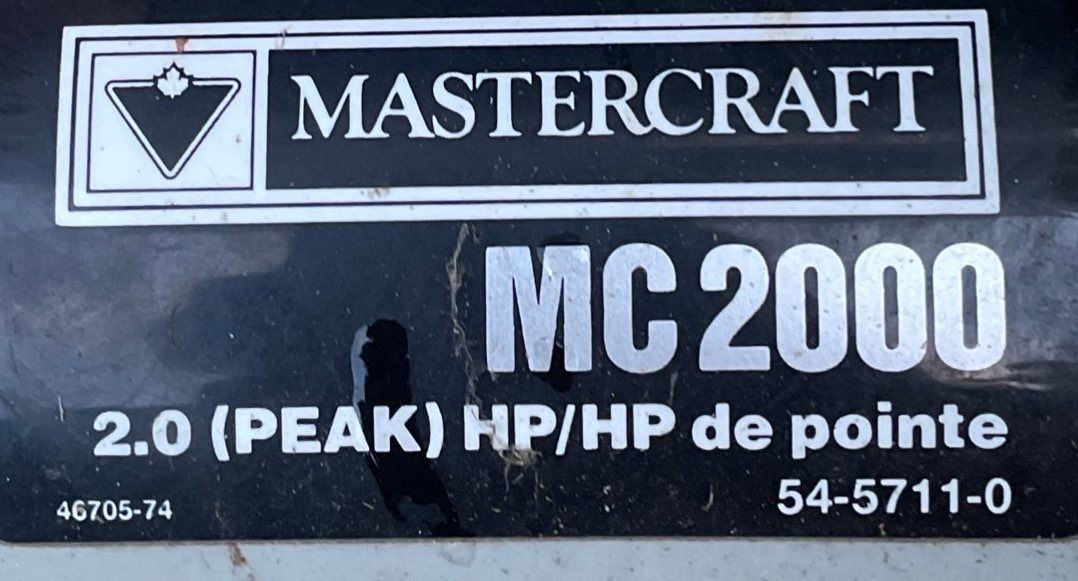 MASTERCRAFT
MC 2000
2.0 (PEAK) HP/HP de pointe
46705-74
54-5711-0